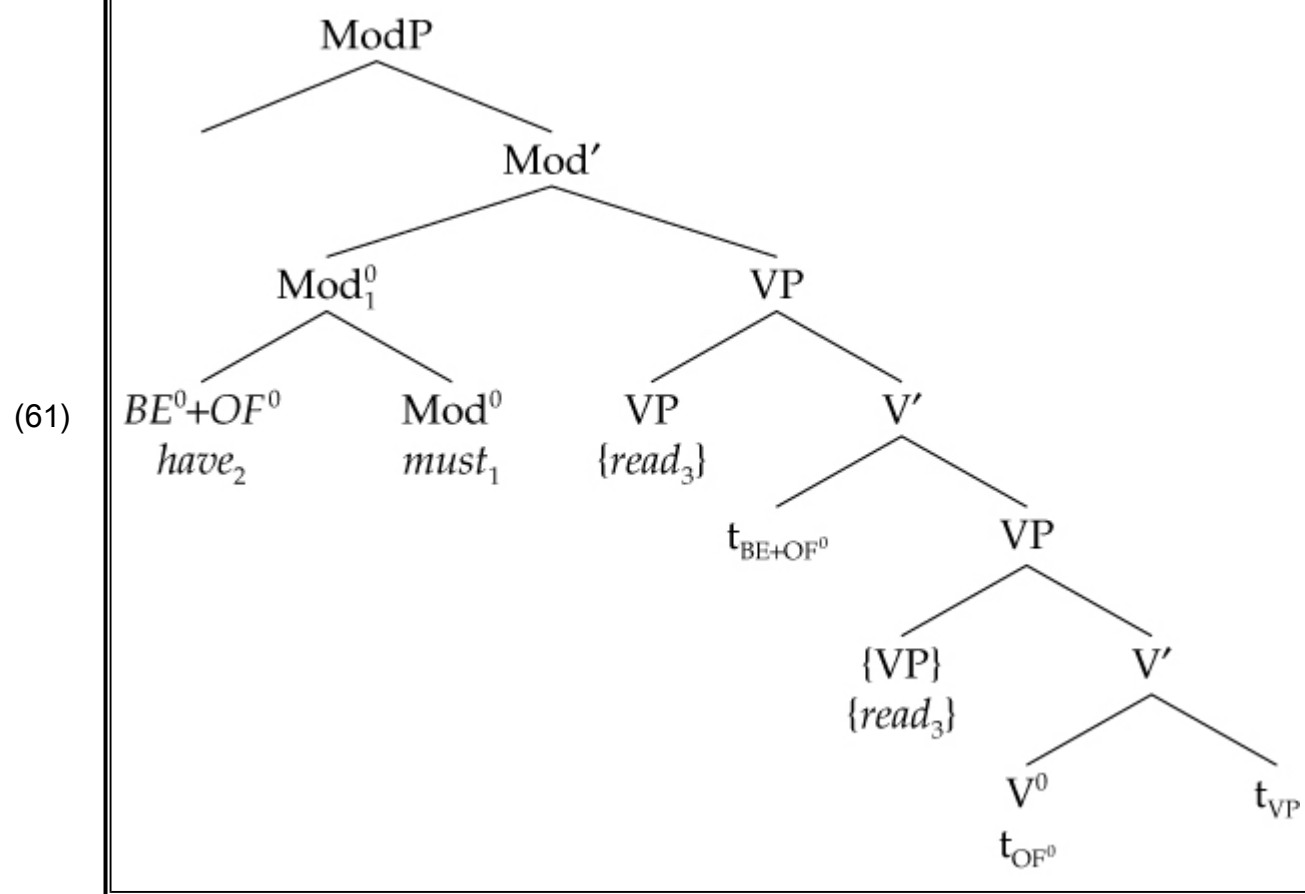 ModP
Mod′
Mod⁰₁ VP
(61) BE⁰+OF⁰ Mod⁰ VP V′
have₂ must₁ {read₃}
t_BE+OF⁰ VP
{VP} V′
{read₃}
V⁰ t_VP
t_OF⁰